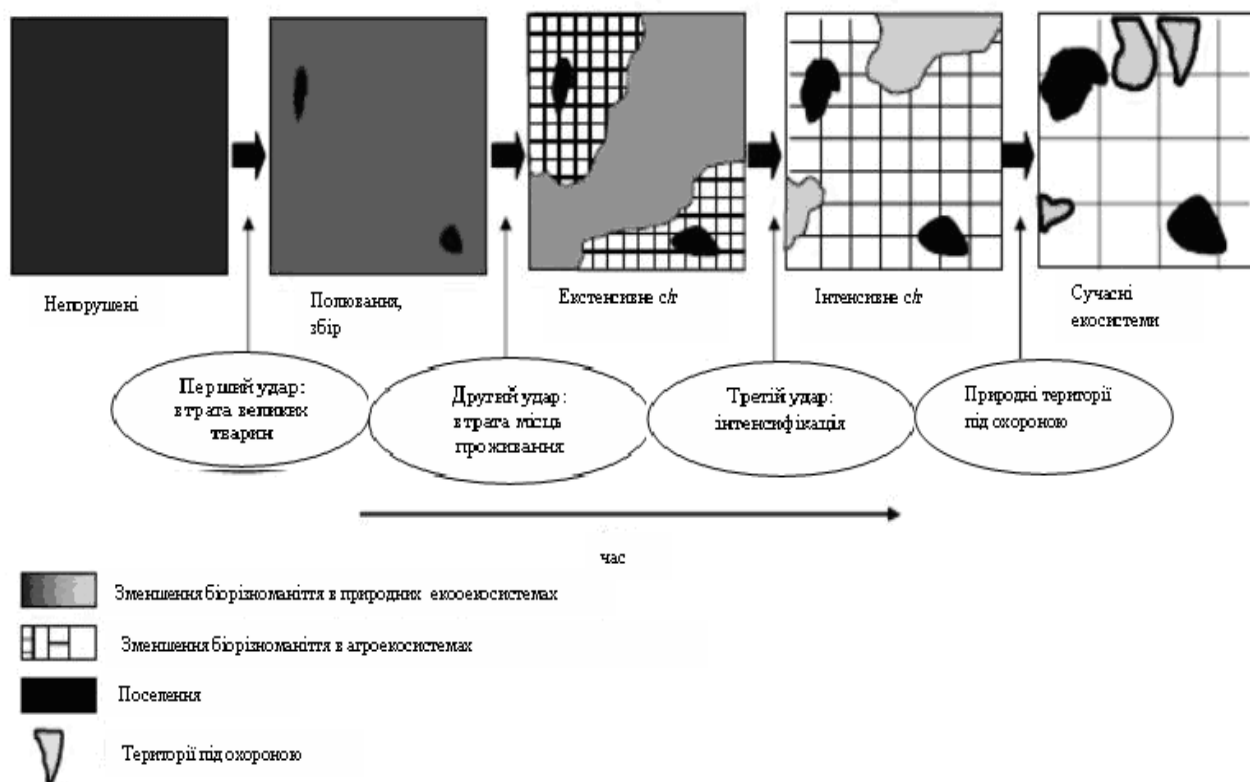 Непорушені
Полювання,
збір
Екстенсивне с/г
Інтенсивне с/г
Сучасні
екосистеми
Перший удар:
втрата великих
тварин
Другий удар:
втрата місць
проживання
Третій удар:
інтенсифікація
Природні території
під охороною
час
Зменшення біорізноманіття в природних екооекосистемах
Зменшення біорізноманіття в агроекосистемах
Поселення
Території під охороною